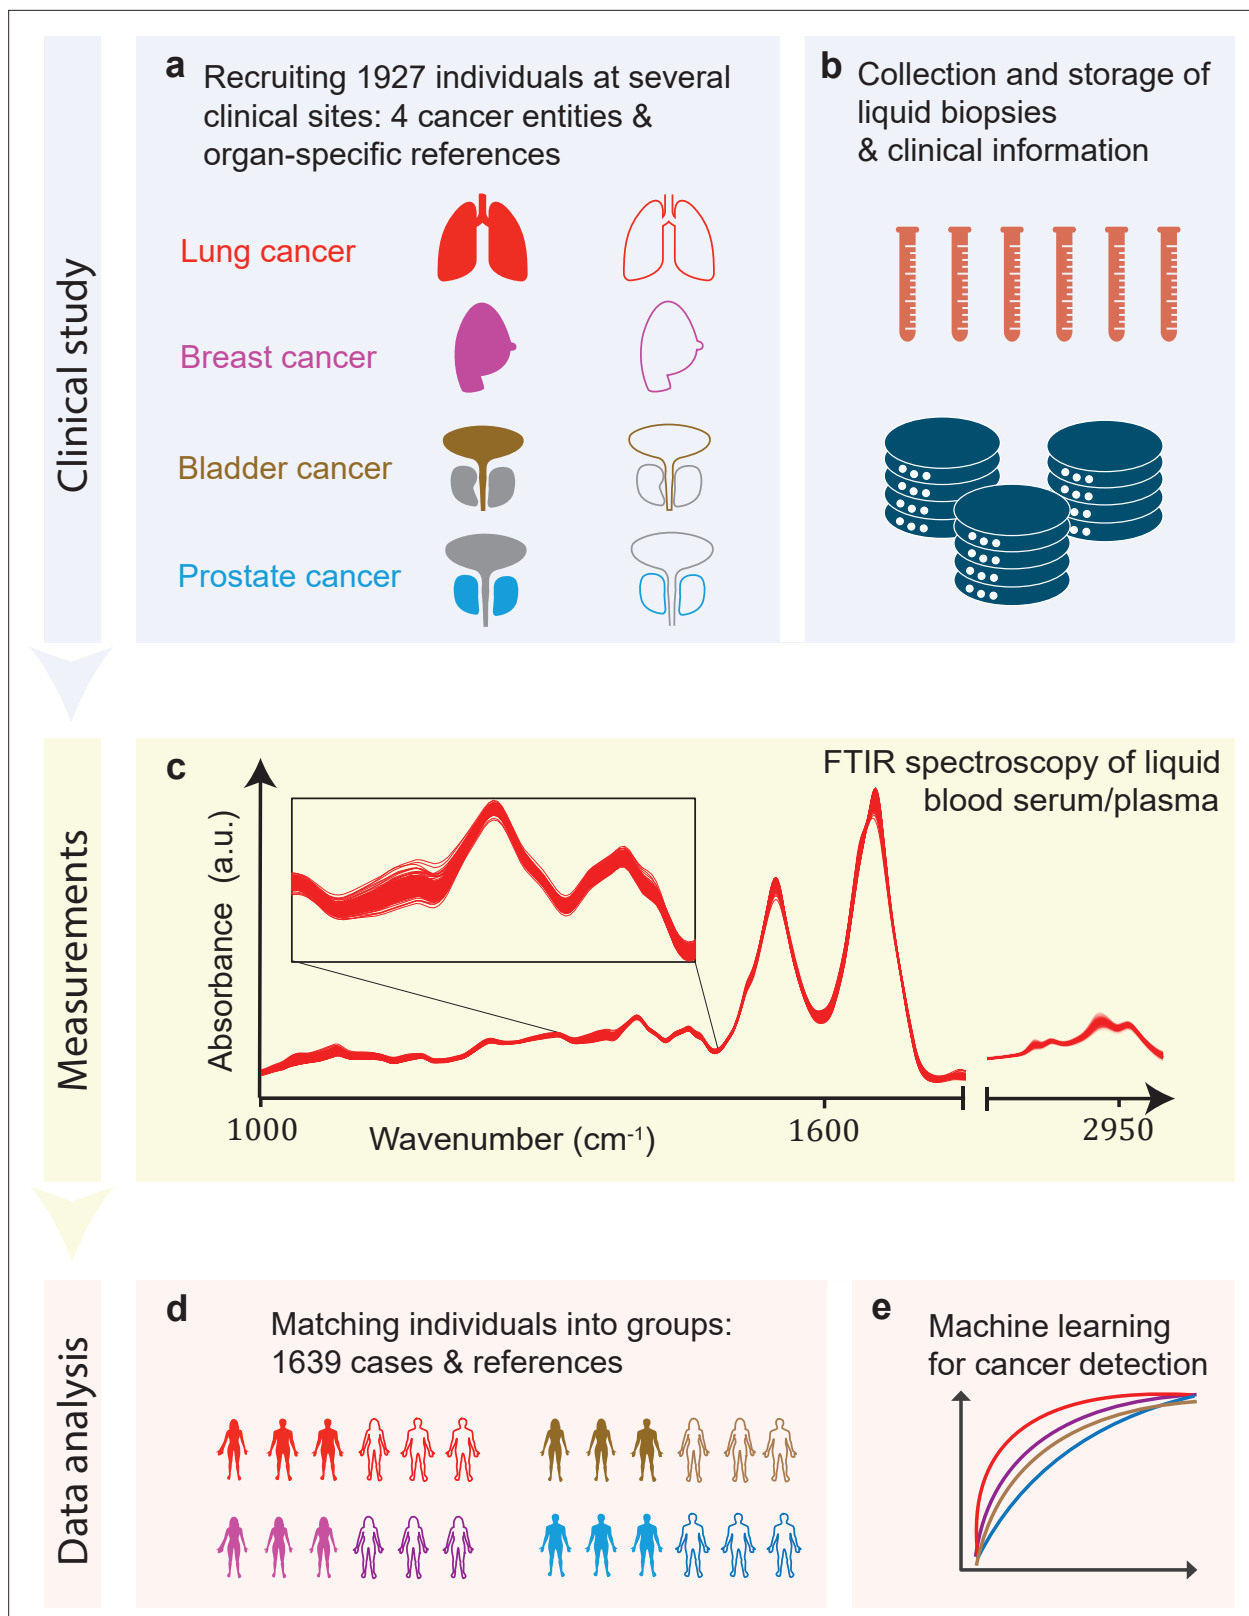 Clinical study
a
Recruiting 1927 individuals at several
clinical sites: 4 cancer entities &
organ-specific references
Lung cancer
Breast cancer
Bladder cancer
Prostate cancer
b
Collection and storage of
liquid biopsies
& clinical information
Measurements
c
FTIR spectroscopy of liquid
blood serum/plasma
Absorbance (a.u.)
1000
Wavenumber (cm⁻¹)
1600
2950
Data analysis
d
Matching individuals into groups:
1639 cases & references
e
Machine learning
for cancer detection